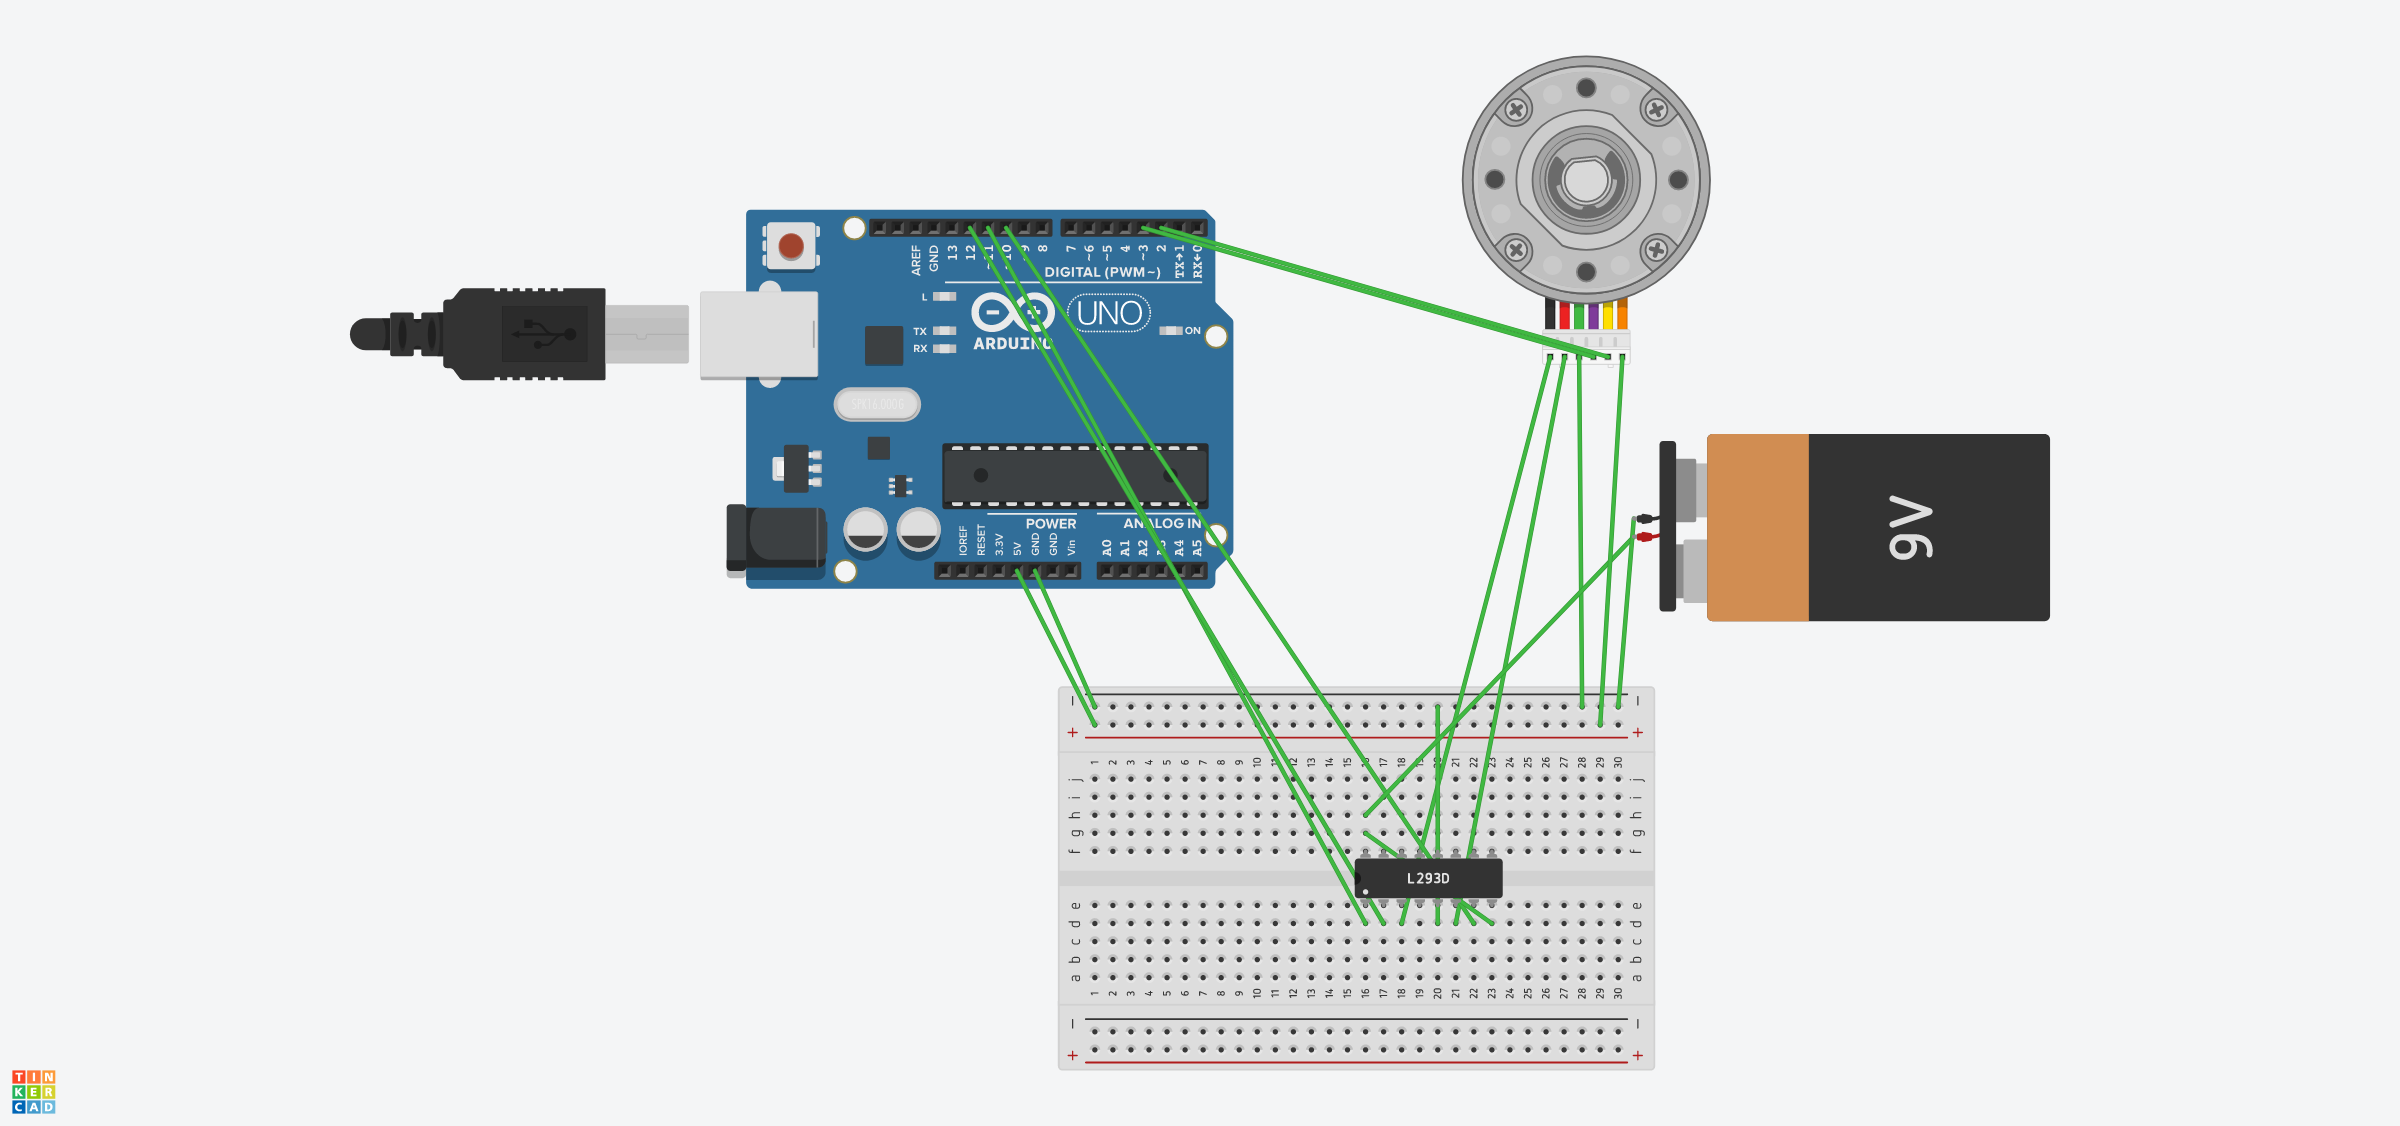 AREF
GND
13
12
~11
~10
~9
8
7
~6
~5
4
~3
2
TX→1
RX←0
DIGITAL (PWM~)
L
TX
RX
UNO
ON
ARDUINO
SPK16.000G
POWER
ANALOG IN
IOREF
RESET
3.3V
5V
GND
GND
Vin
A0
A1
A2
A3
A4
A5
9V
− −
+ +
1 2 3 4 5 6 7 8 9 10 11 12 13 14 15 16 17 18 19 20 21 22 23 24 25 26 27 28 29 30
j j
i i
h h
g g
f f
L293D
e e
d d
c c
b b
a a
1 2 3 4 5 6 7 8 9 10 11 12 13 14 15 16 17 18 19 20 21 22 23 24 25 26 27 28 29 30
− −
+ +
TIN
KER
CAD